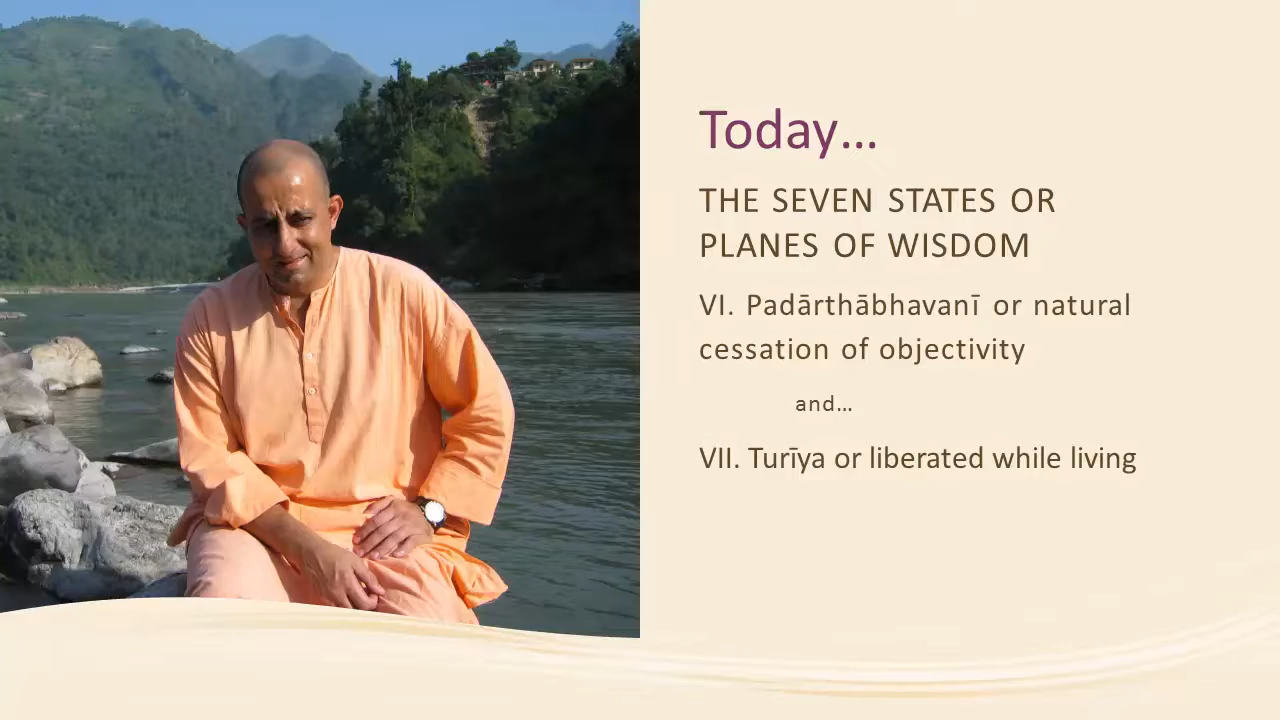 Today…
THE SEVEN STATES OR
PLANES OF WISDOM
VI. Padārthābhavanī or natural
cessation of objectivity
and…
VII. Turīya or liberated while living